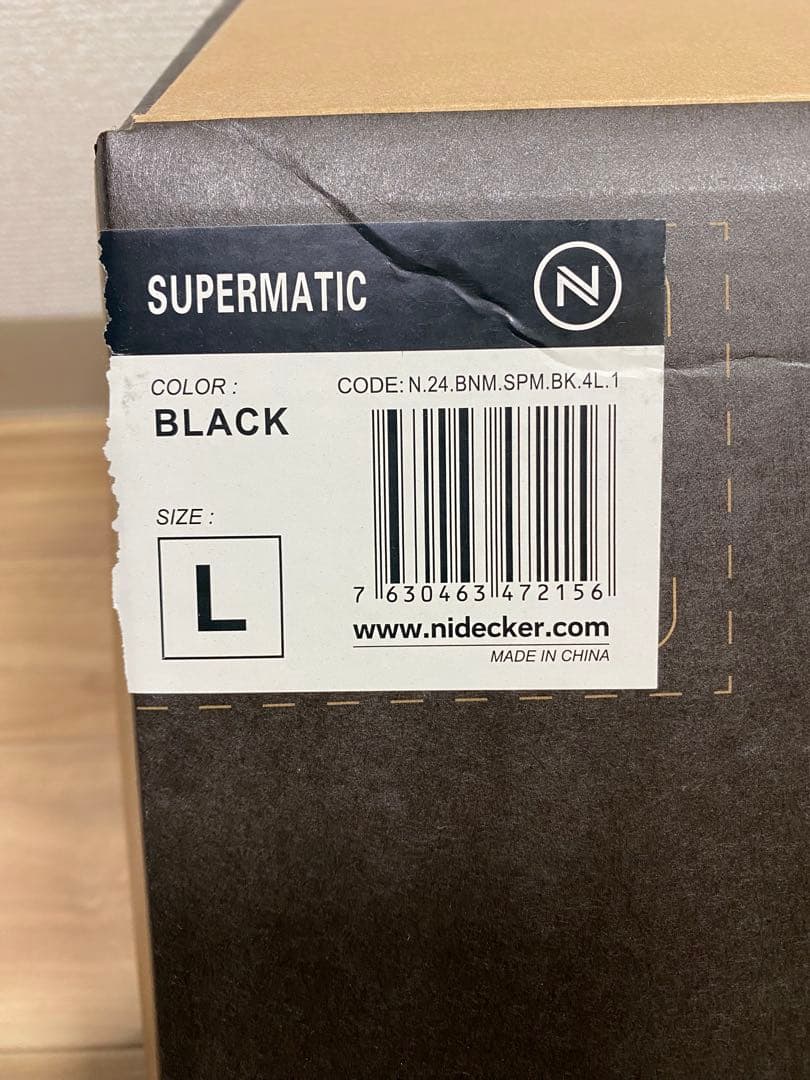 SUPERMATIC
N
COLOR :
BLACK
CODE: N.24.BNM.SPM.BK.4L.1
SIZE :
L
7 630463 472156
www.nidecker.com
MADE IN CHINA